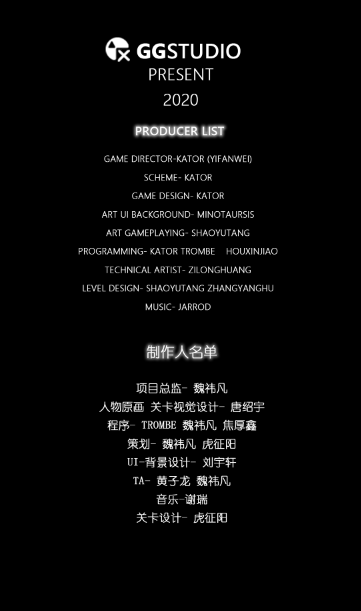 GGSTUDIO
PRESENT
2020
PRODUCER LIST
GAME DIRECTOR-KATOR (YIFANWEI)
SCHEME- KATOR
GAME DESIGN- KATOR
ART UI BACKGROUND- MINOTAURSIS
ART GAMEPLAYING- SHAOYUTANG
PROGRAMMING- KATOR TROMBE HOUXINJIAO
TECHNICAL ARTIST- ZILONGHUANG
LEVEL DESIGN- SHAOYUTANG ZHANGYANGHU
MUSIC- JARROD
制作人名单
项目总监- 魏祎凡
人物原画 关卡视觉设计- 唐绍宇
程序- TROMBE 魏祎凡 焦厚鑫
策划- 魏祎凡 虎征阳
UI-背景设计- 刘宇轩
TA- 黄子龙 魏祎凡
音乐-谢瑞
关卡设计- 虎征阳